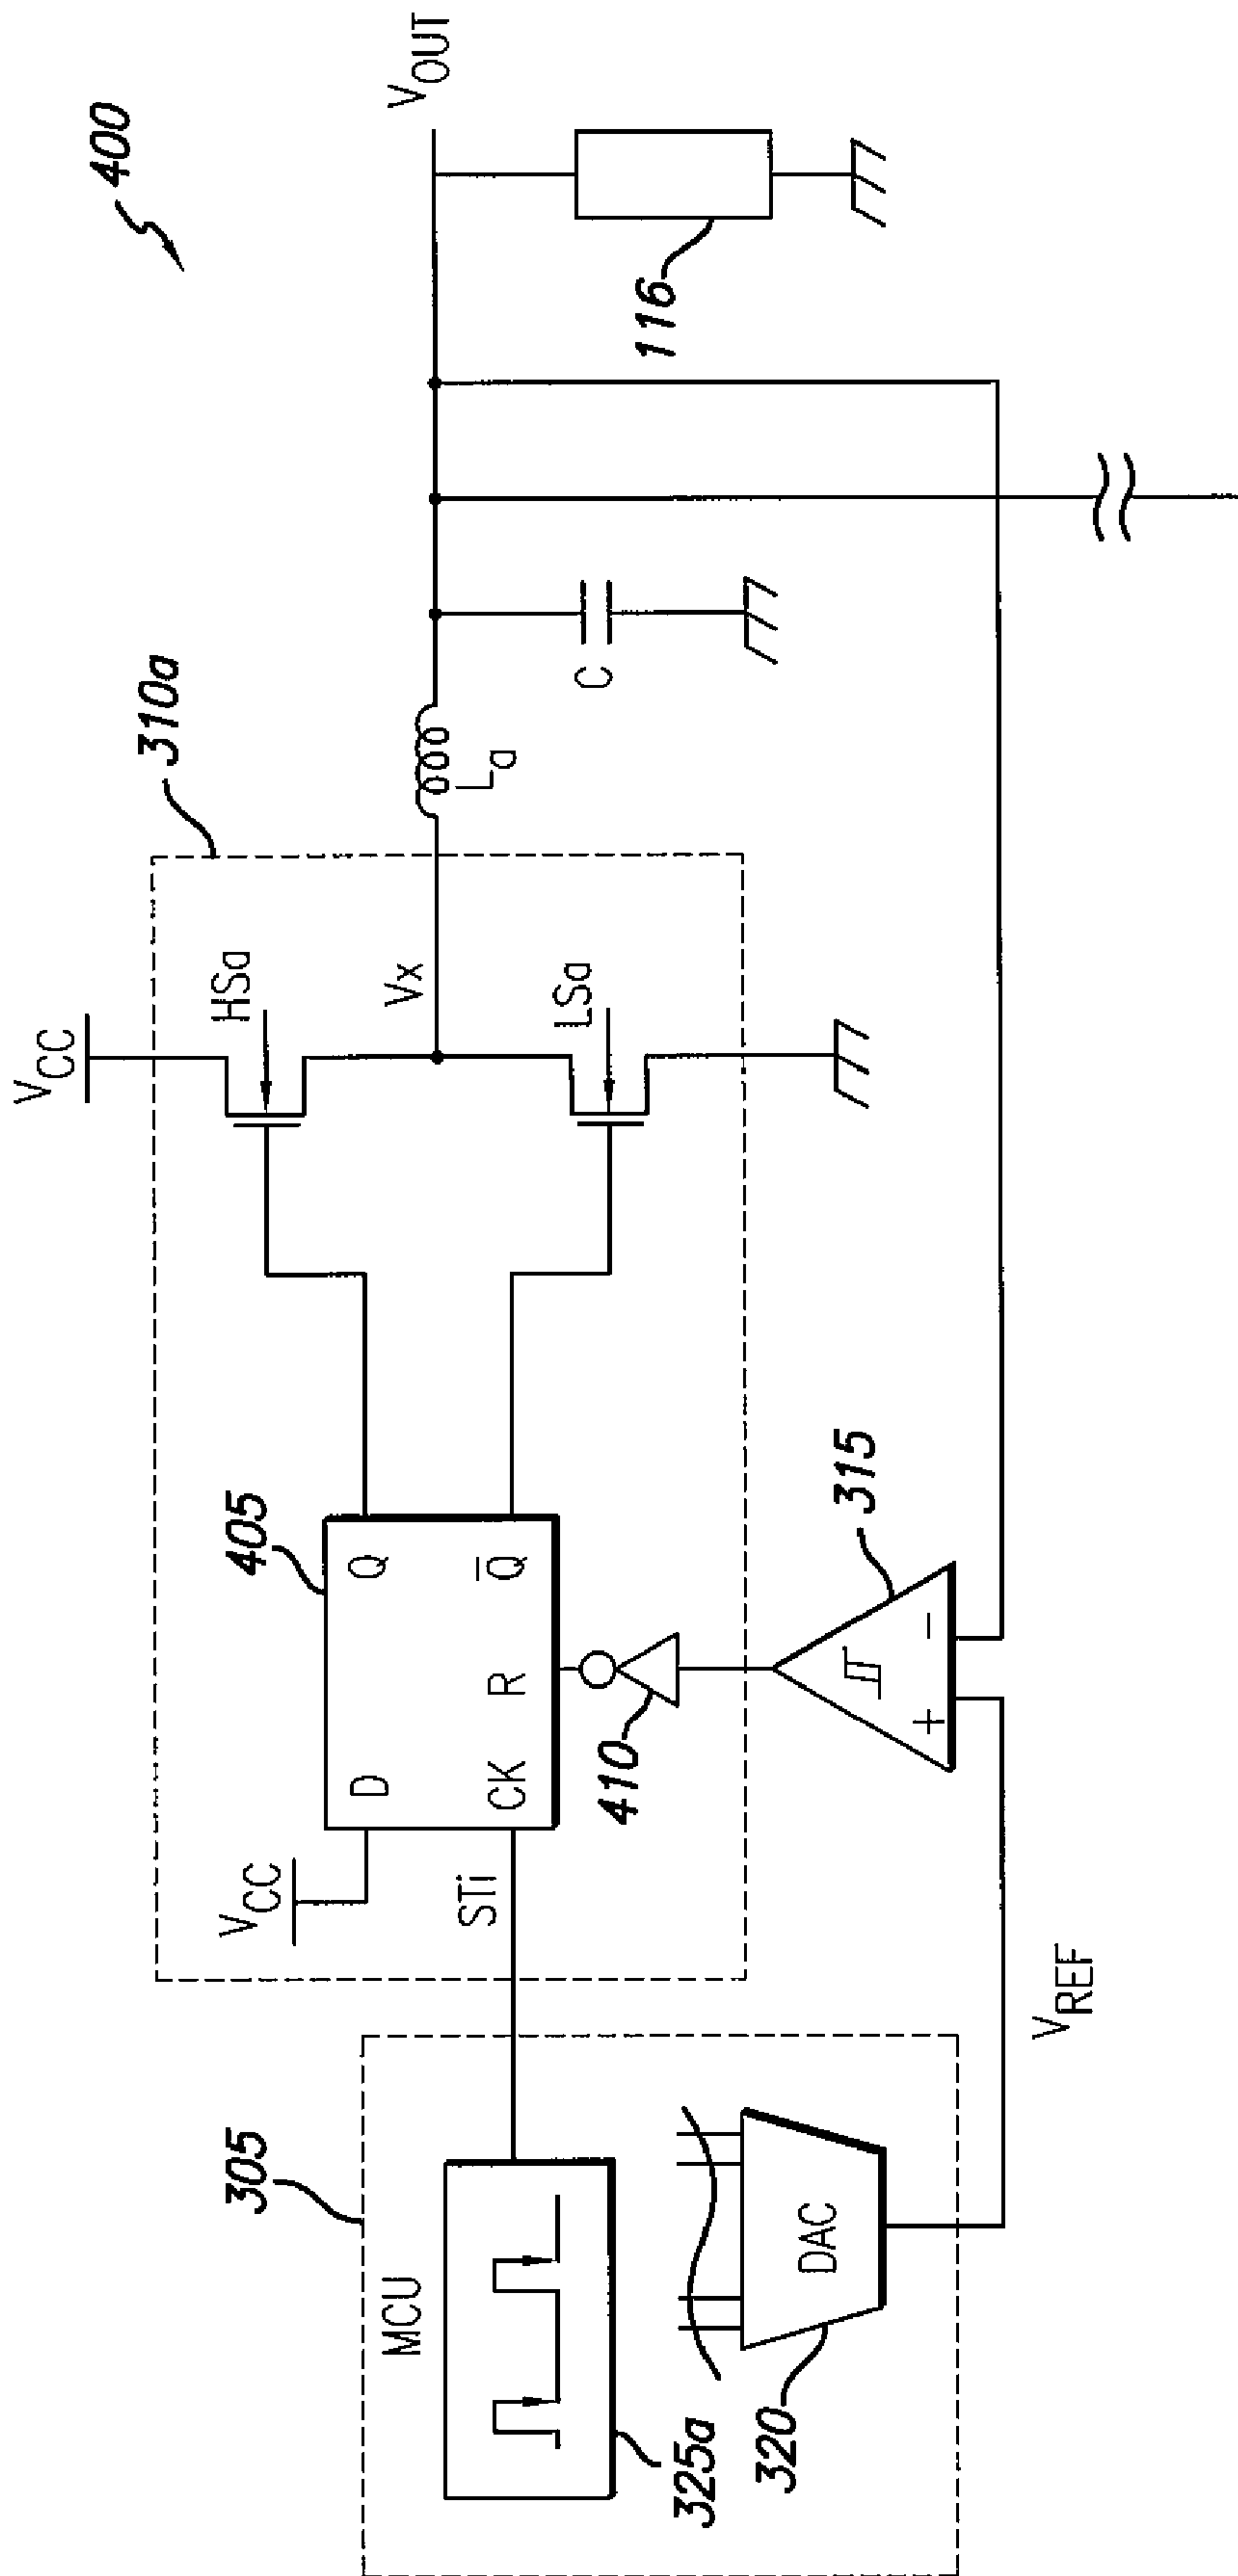 400
V_CC
310a
HSa
V_OUT
405
Vx
V_CC
D
Q
L_a
STi
CK
R
Q̅
LSa
C
116
305
MCU
410
325a
315
+
-
320
DAC
V_REF